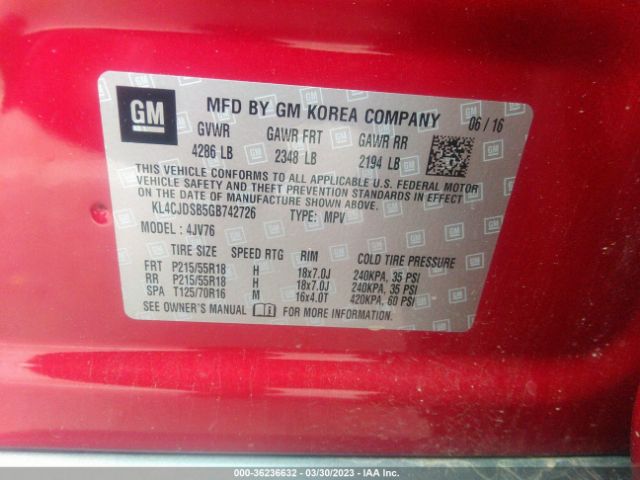 GM
MFD BY GM KOREA COMPANY 06 / 16
GVWR GAWR FRT GAWR RR
4286 LB 2348 LB 2194 LB
THIS VEHICLE CONFORMS TO ALL APPLICABLE U.S. FEDERAL MOTOR
VEHICLE SAFETY AND THEFT PREVENTION STANDARDS IN EFFECT
ON THE DATE OF MANUFACTURE SHOWN ABOVE.
KL4CJDSB5GB742726 TYPE: MPV
MODEL : 4JV76
TIRE SIZE SPEED RTG RIM COLD TIRE PRESSURE
FRT P215/55R18 H 18x7.0J 240KPA, 35 PSI
RR P215/55R18 H 18x7.0J 240KPA, 35 PSI
SPA T125/70R16 M 16x4.0T 420KPA, 60 PSI
SEE OWNER'S MANUAL FOR MORE INFORMATION.
000-36236632 // 03/30/2023 // IAA Inc.